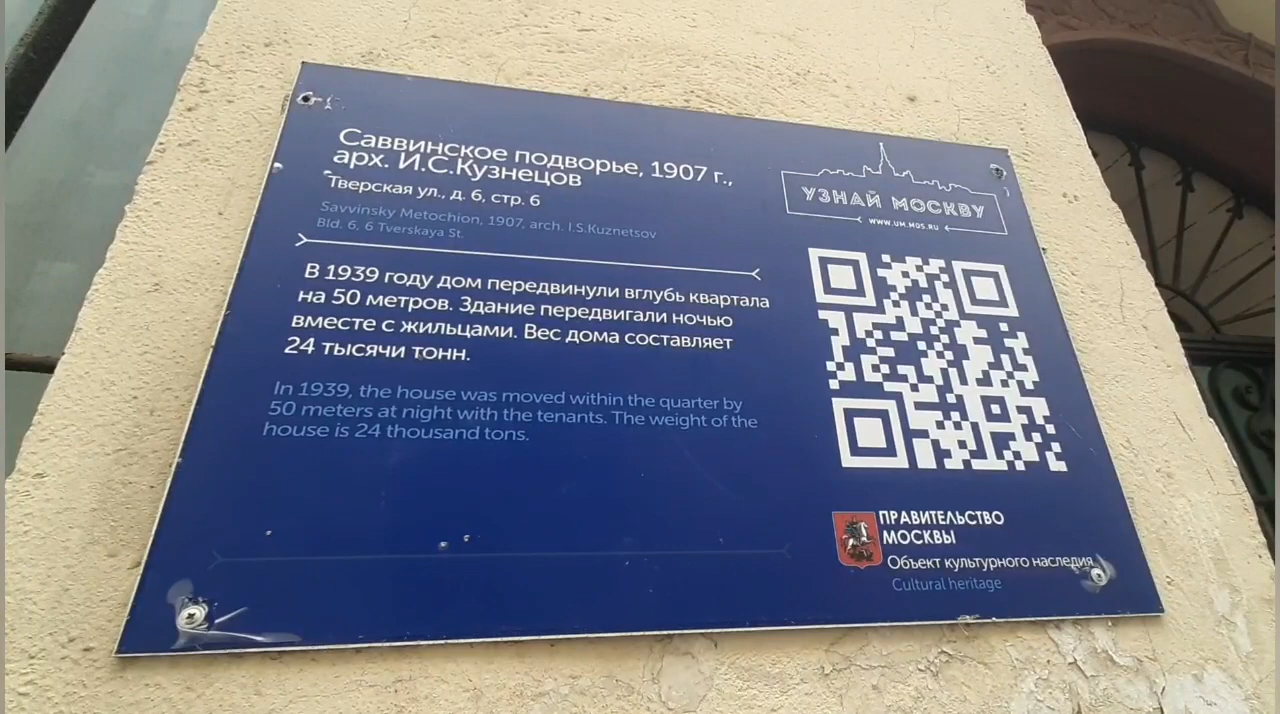 Саввинское подворье, 1907 г.,
арх. И.С.Кузнецов
Тверская ул., д. 6, стр. 6
Savvinsky Metochion, 1907, arch. I.S.Kuznetsov
Bld. 6, 6 Tverskaya St.
В 1939 году дом передвинули вглубь квартала
на 50 метров. Здание передвигали ночью
вместе с жильцами. Вес дома составляет
24 тысячи тонн.
In 1939, the house was moved within the quarter by
50 meters at night with the tenants. The weight of the
house is 24 thousand tons.
УЗНАЙ МОСКВУ
WWW.UM.MOS.RU
ПРАВИТЕЛЬСТВО
МОСКВЫ
Объект культурного наследия
Cultural heritage